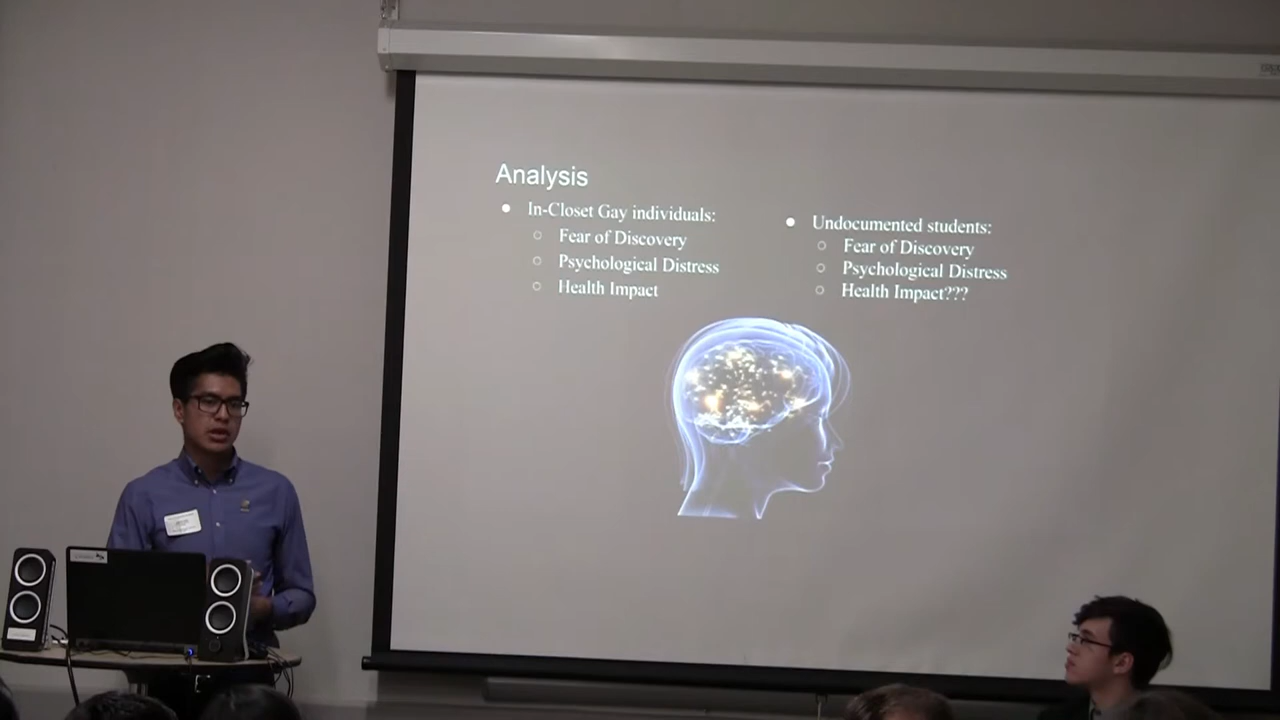 Analysis
In-Closet Gay individuals:
Fear of Discovery
Psychological Distress
Health Impact
Undocumented students:
Fear of Discovery
Psychological Distress
Health Impact???